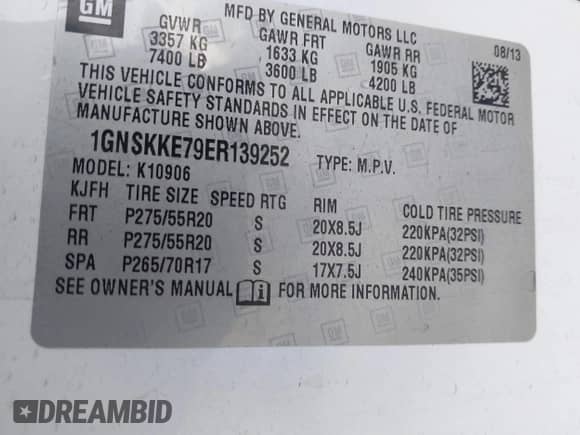 GM
MFD BY GENERAL MOTORS LLC
GVWR GAWR FRT GAWR RR 08/13
3357 KG 1633 KG 1905 KG
7400 LB 3600 LB 4200 LB
THIS VEHICLE CONFORMS TO ALL APPLICABLE U.S. FEDERAL MOTOR
VEHICLE SAFETY STANDARDS IN EFFECT ON THE DATE OF
MANUFACTURE SHOWN ABOVE.
1GNSKKE79ER139252 TYPE: M.P.V.
MODEL: K10906
KJFH TIRE SIZE SPEED RTG RIM COLD TIRE PRESSURE
FRT P275/55R20 S 20X8.5J 220KPA(32PSI)
RR P275/55R20 S 20X8.5J 220KPA(32PSI)
SPA P265/70R17 S 17X7.5J 240KPA(35PSI)
SEE OWNER'S MANUAL FOR MORE INFORMATION.
DREAMBID